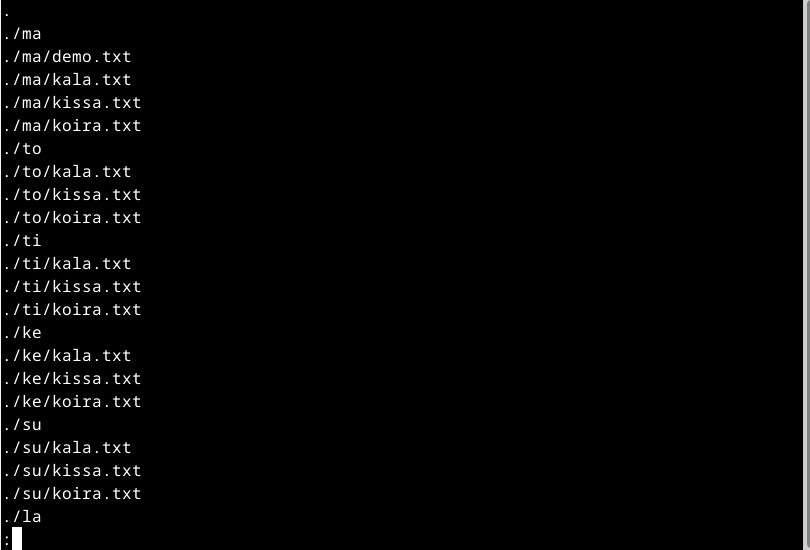 .
./ma
./ma/demo.txt
./ma/kala.txt
./ma/kissa.txt
./ma/koira.txt
./to
./to/kala.txt
./to/kissa.txt
./to/koira.txt
./ti
./ti/kala.txt
./ti/kissa.txt
./ti/koira.txt
./ke
./ke/kala.txt
./ke/kissa.txt
./ke/koira.txt
./su
./su/kala.txt
./su/kissa.txt
./su/koira.txt
./la
: